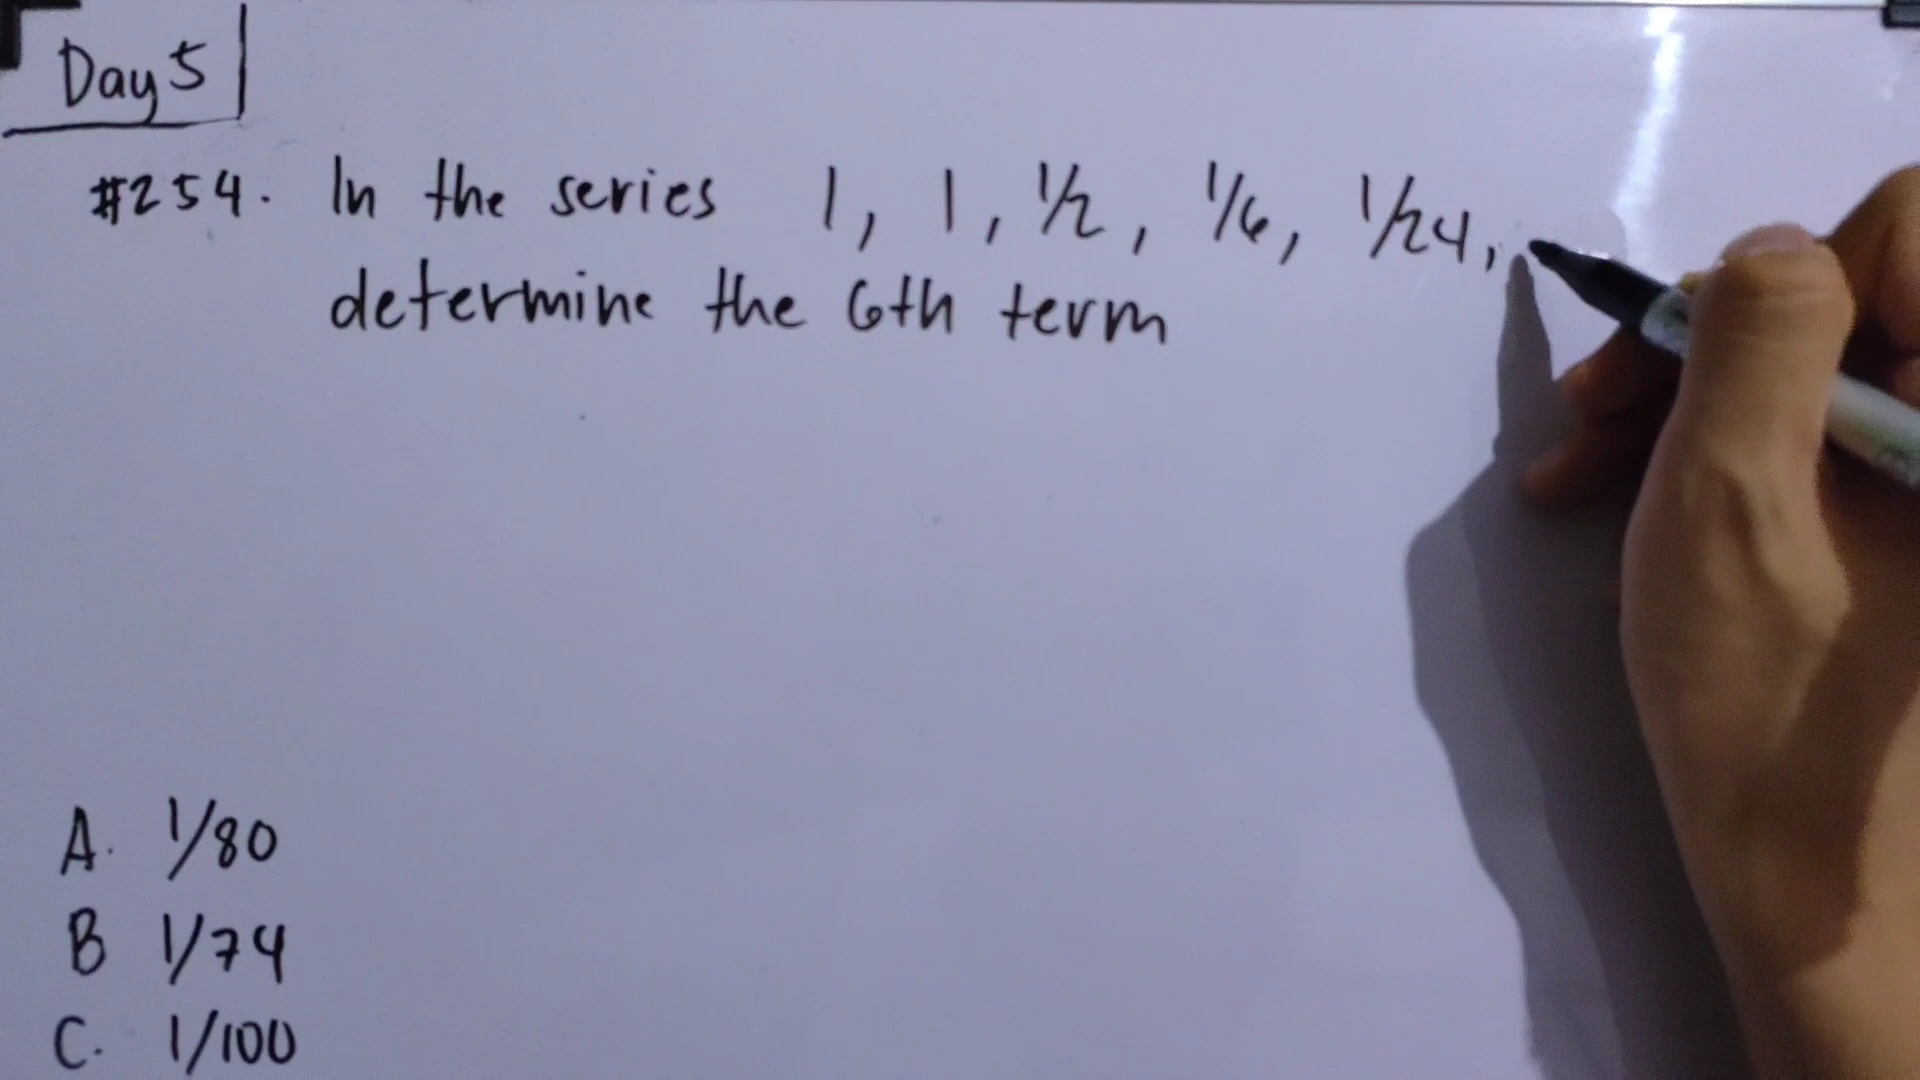 Day 5
#254. In the series 1, 1, 1/2, 1/6, 1/24,
determine the 6th term
A. 1/80
B 1/74
C. 1/100